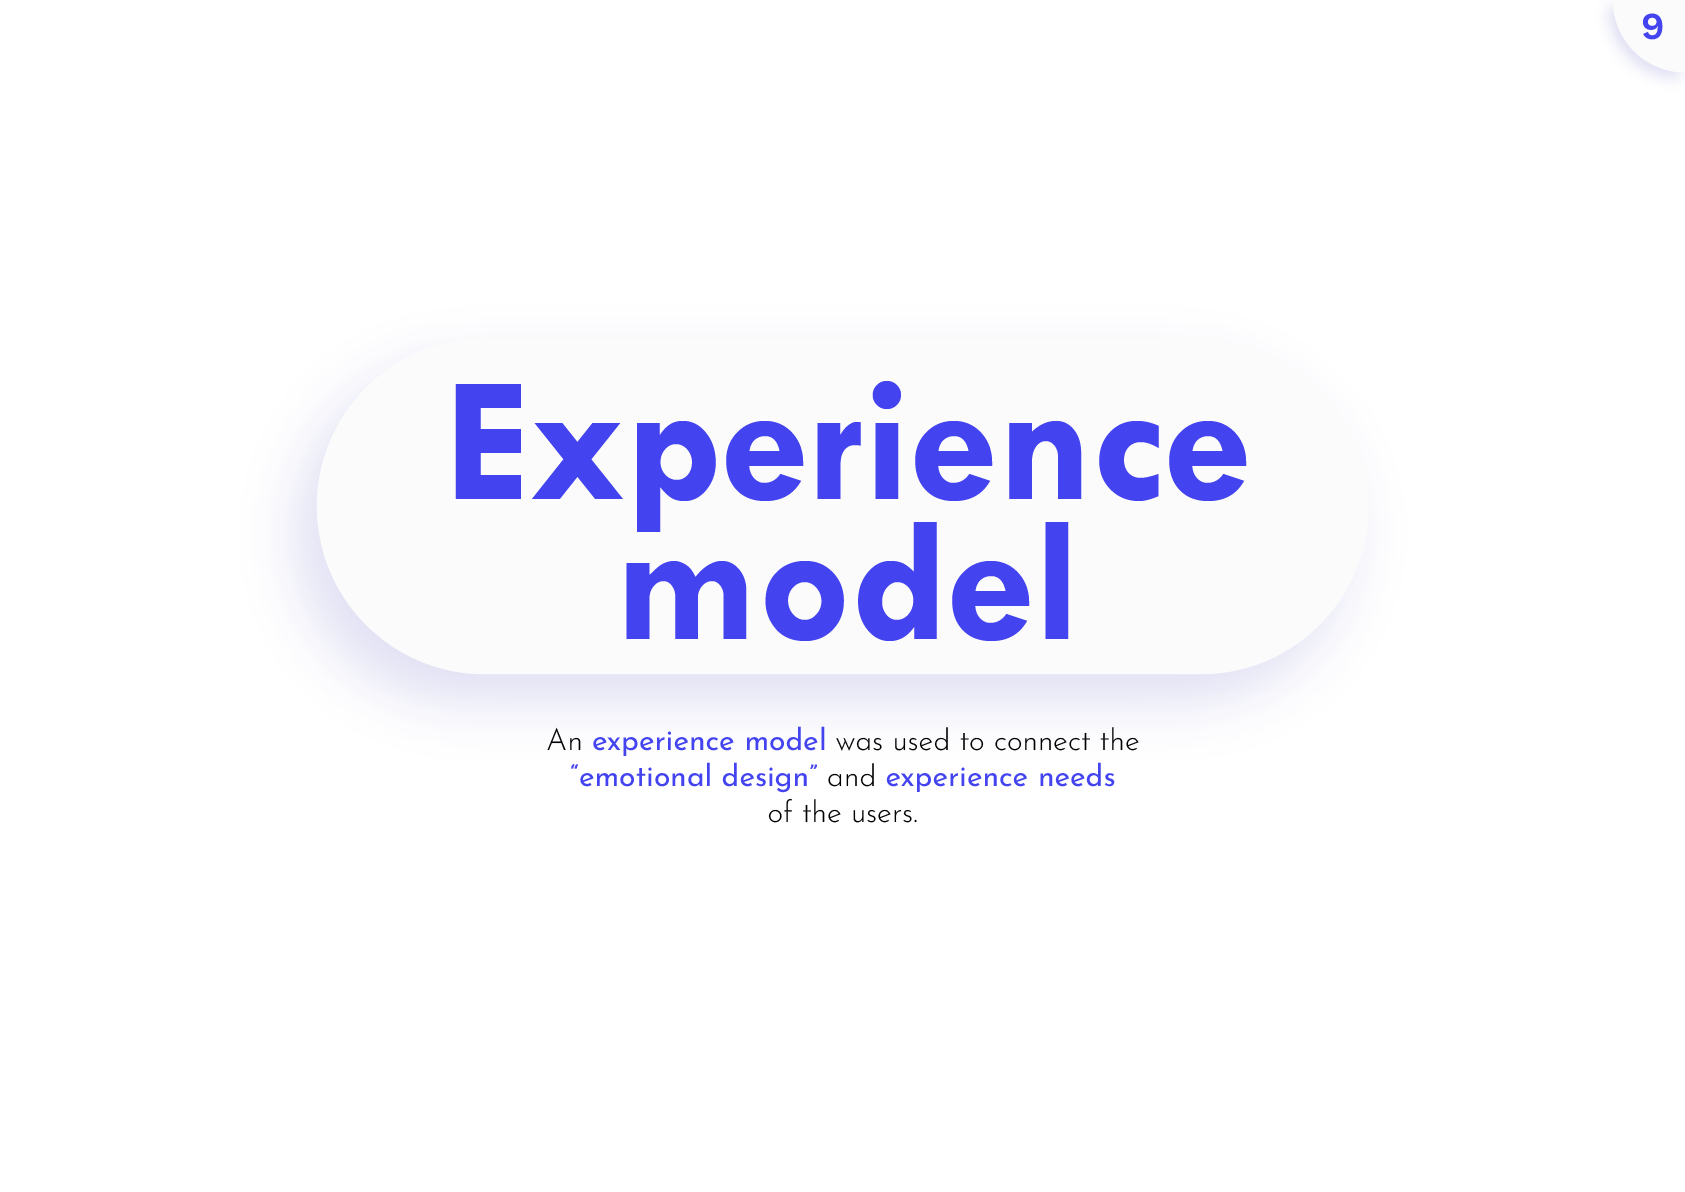 9
Experience
model
An experience model was used to connect the
“emotional design” and experience needs
of the users.